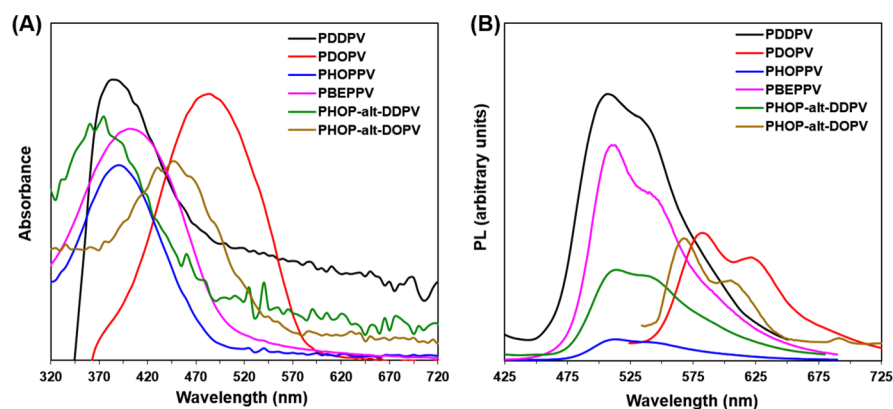 (A)
PDDPV
PDOPV
PHOPPV
PBEPPV
PHOP-alt-DDPV
PHOP-alt-DOPV
Absorbance
320 370 420 470 520 570 620 670 720
Wavelength (nm)
(B)
PDDPV
PDOPV
PHOPPV
PBEPPV
PHOP-alt-DDPV
PHOP-alt-DOPV
PL (arbitrary units)
425 475 525 575 625 675 725
Wavelength (nm)